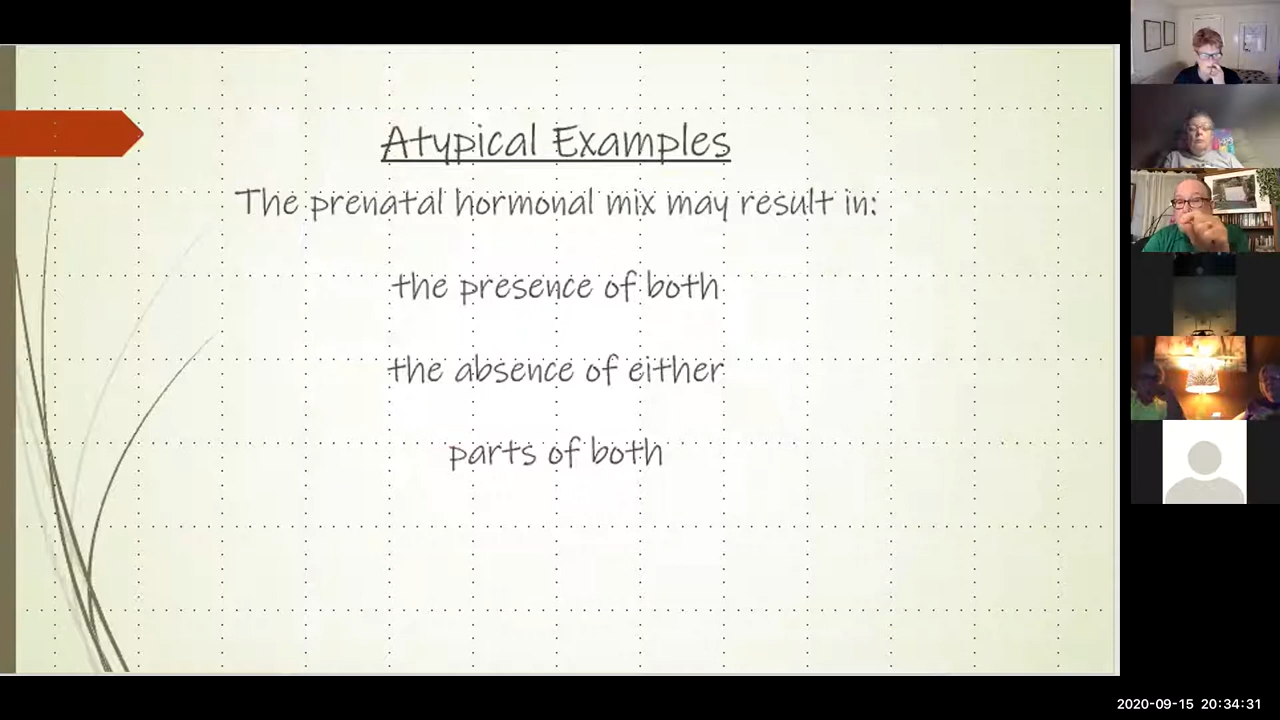 Atypical Examples
The prenatal hormonal mix may result in:
the presence of both
the absence of either
parts of both
2020-09-15 20:34:31